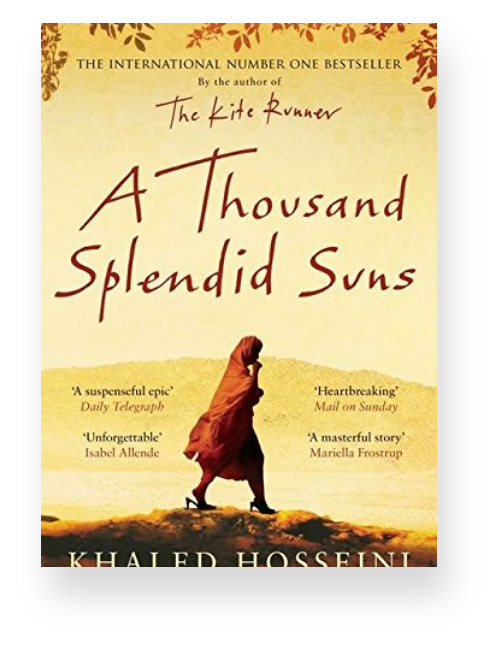 THE INTERNATIONAL NUMBER ONE BESTSELLER
By the author of
The Kite Runner
A Thousand
Splendid Suns
‘A suspenseful epic’
Daily Telegraph
‘Heartbreaking’
Mail on Sunday
‘Unforgettable’
Isabel Allende
‘A masterful story’
Mariella Frostrup
KHALED HOSSEINI